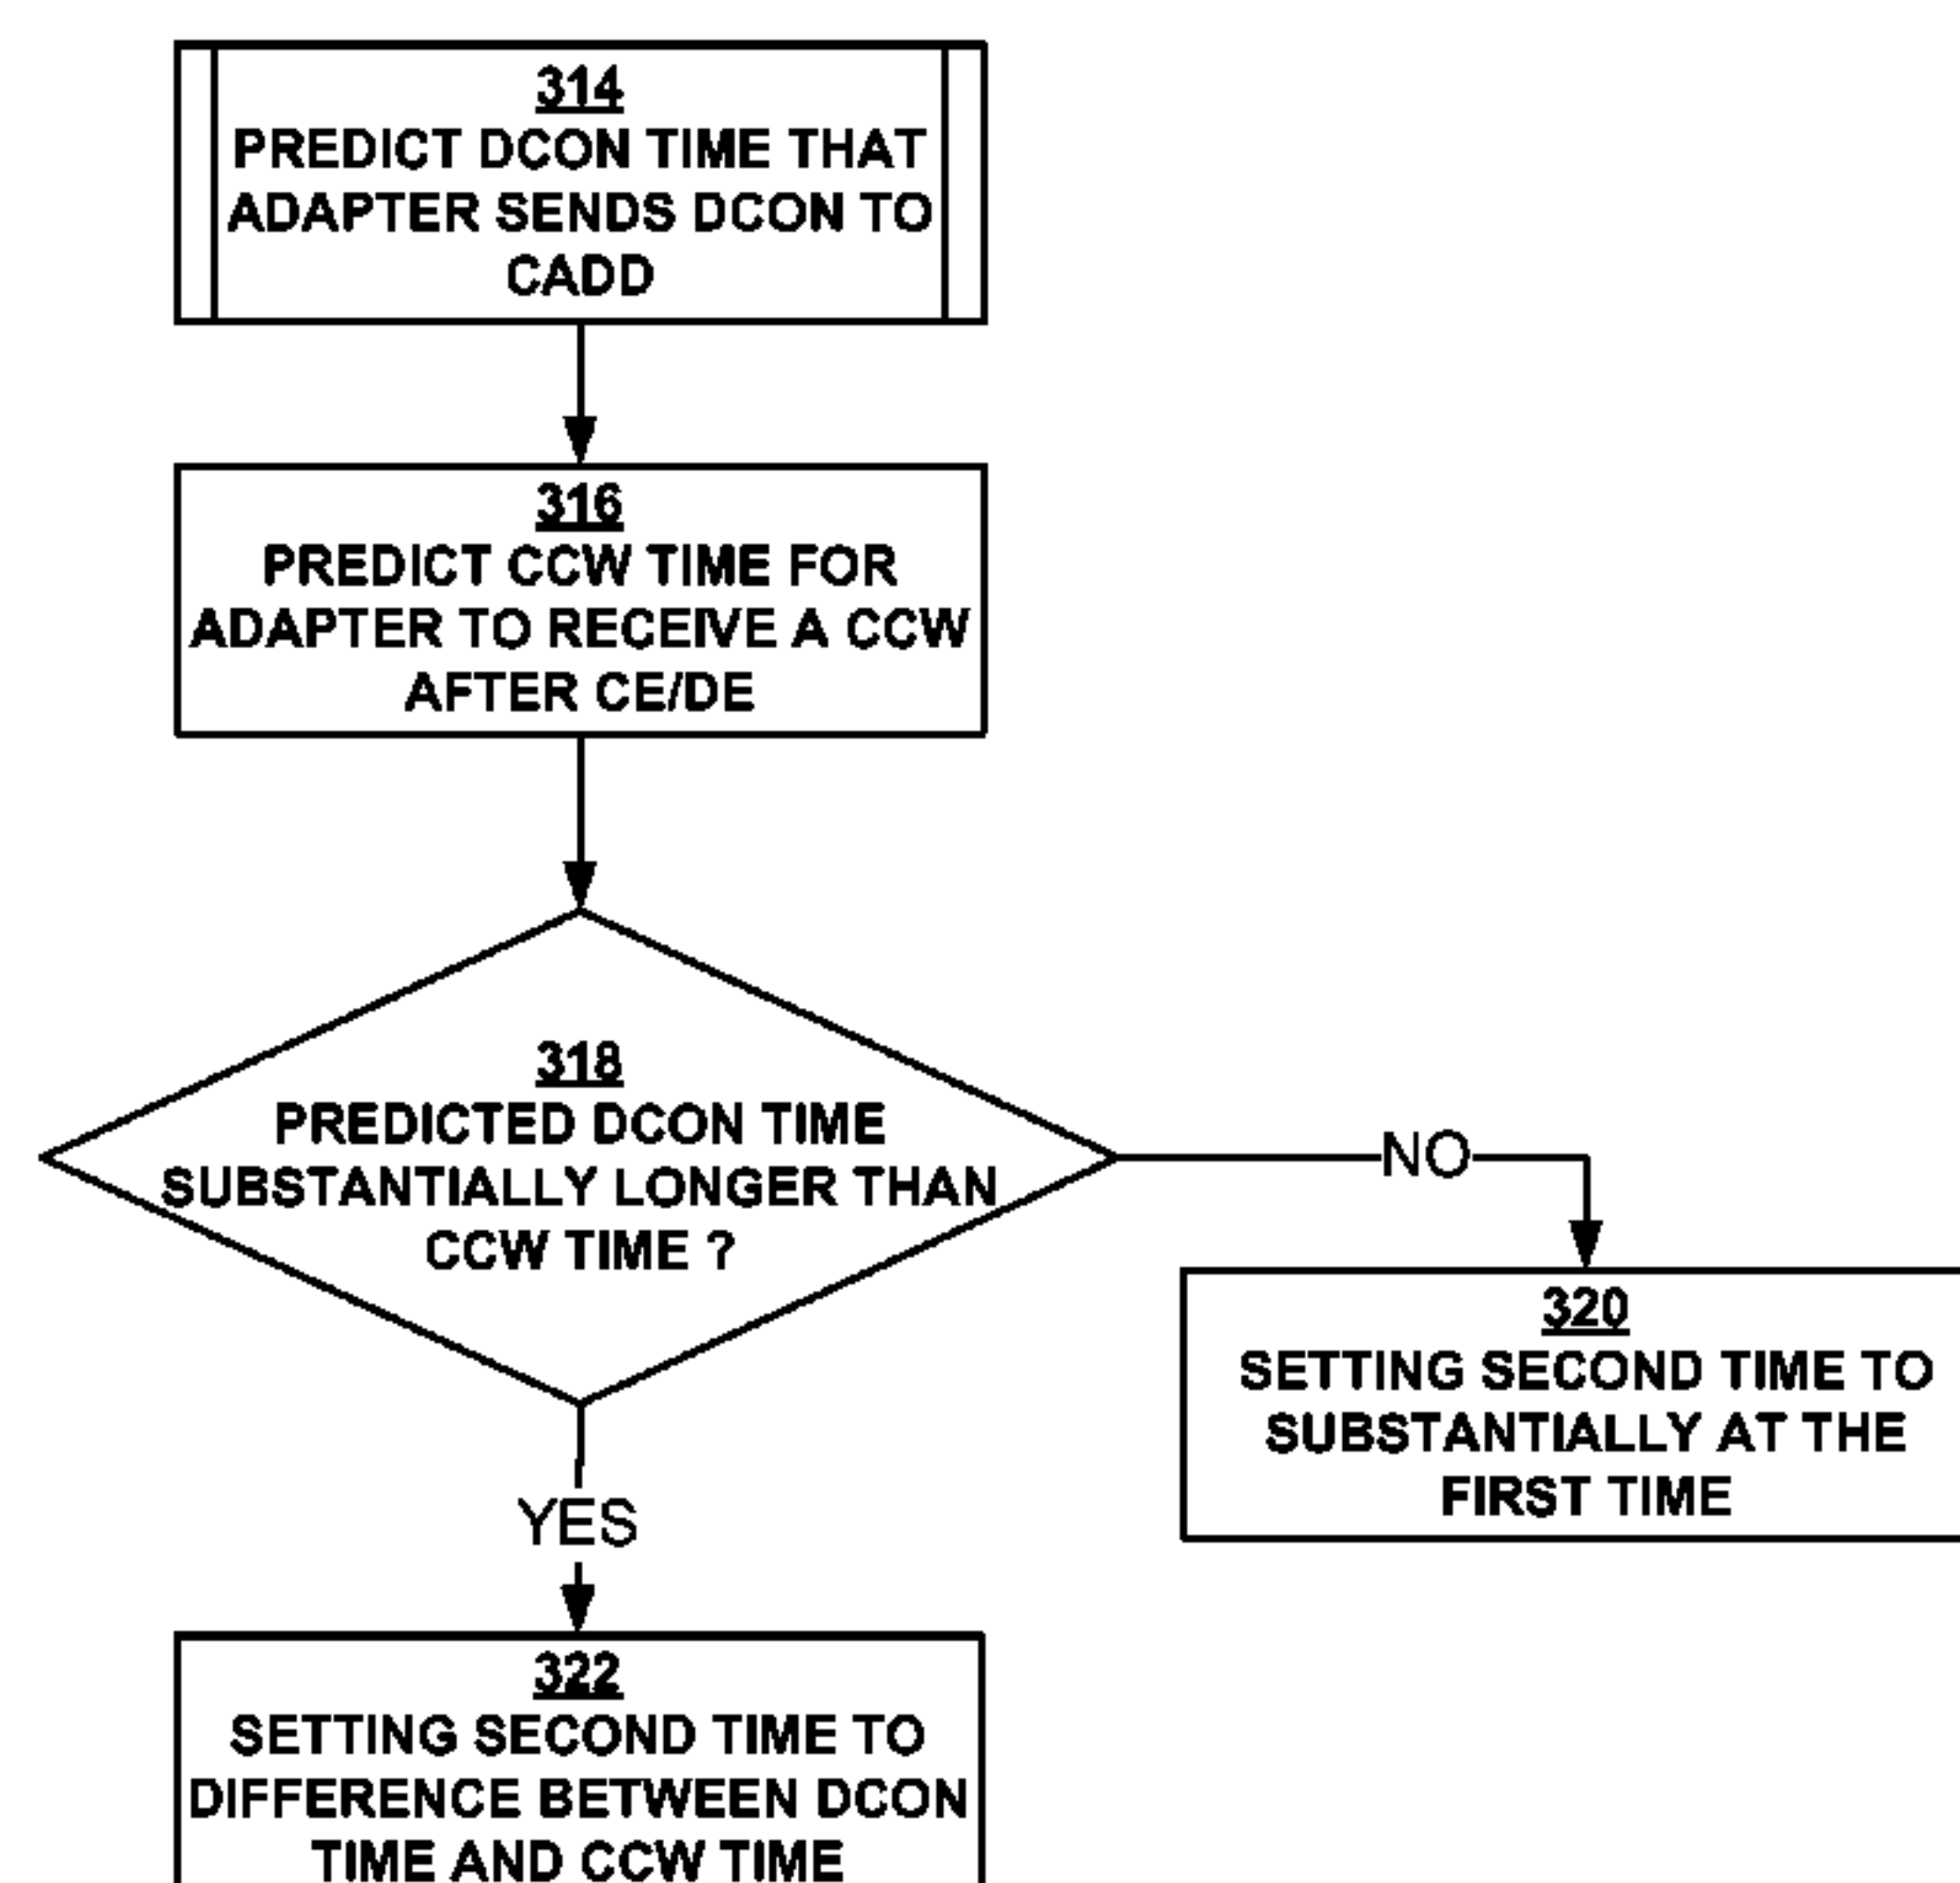 314
PREDICT DCON TIME THAT
ADAPTER SENDS DCON TO
CADD
316
PREDICT CCW TIME FOR
ADAPTER TO RECEIVE A CCW
AFTER CE/DE
318
PREDICTED DCON TIME
SUBSTANTIALLY LONGER THAN
CCW TIME ?
NO
320
SETTING SECOND TIME TO
SUBSTANTIALLY AT THE
FIRST TIME
YES
322
SETTING SECOND TIME TO
DIFFERENCE BETWEEN DCON
TIME AND CCW TIME